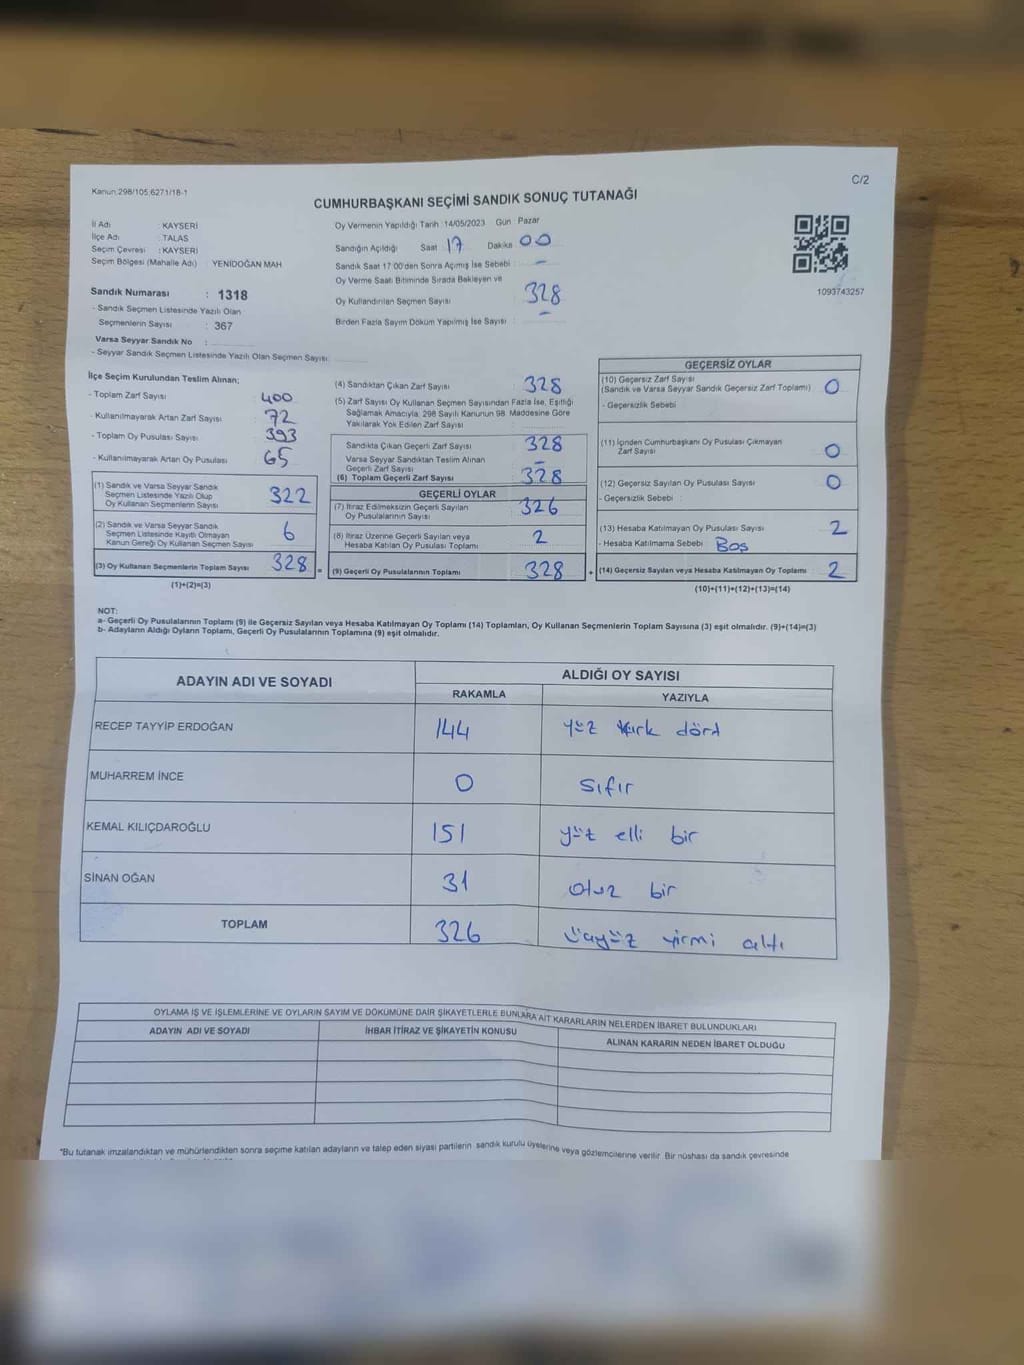 Kanun 298/105,6271/18-1
C/2
CUMHURBAŞKANI SEÇİMİ SANDIK SONUÇ TUTANAĞI
İl Adı : KAYSERİ
İlçe Adı : TALAS
Seçim Çevresi : KAYSERİ
Seçim Bölgesi (Mahalle Adı) : YENİDOĞAN MAH
Sandık Numarası : 1318
- Sandık Seçmen Listesinde Yazılı Olan
Seçmenlerin Sayısı : 367
Varsa Seyyar Sandık No :
- Seyyar Sandık Seçmen Listesinde Yazılı Olan Seçmen Sayısı:
Oy Vermenin Yapıldığı Tarih :14/05/2023 Gün : Pazar
Sandığın Açıldığı Saat : 17 Dakika : 00
Sandık Saat 17:00'den Sonra Açımış İse Sebebi : -
Oy Verme Saati Bitiminde Sırada Bekleyen ve
Oy Kullandırılan Seçmen Sayısı : 328
Birden Fazla Sayım Döküm Yapılmış İse Sayısı : -
1093743257
İlçe Seçim Kurulundan Teslim Alınan;
- Toplam Zarf Sayısı : 400
- Kullanılmayarak Artan Zarf Sayısı : 72
- Toplam Oy Pusulası Sayısı : 393
- Kullanılmayarak Artan Oy Pusulası : 65
(1) Sandık ve Varsa Seyyar Sandık
Seçmen Listesinde Yazılı Olup
Oy Kullanan Seçmenlerin Sayısı 322
(2) Sandık ve Varsa Seyyar Sandık
Seçmen Listesinde Kayıtlı Olmayan
Kanun Gereği Oy Kullanan Seçmen Sayısı 6
(3) Oy Kullanan Seçmenlerin Toplam Sayısı 328 =
(1)+(2)=(3)
(4) Sandıktan Çıkan Zarf Sayısı : 328
(5) Zarf Sayısı Oy Kullanan Seçmen Sayısından Fazla İse, Eşitliği
Sağlamak Amacıyla, 298 Sayılı Kanunun 98. Maddesine Göre
Yakılarak Yok Edilen Zarf Sayısı :
Sandıkta Çıkan Geçerli Zarf Sayısı : 328
Varsa Seyyar Sandıktan Teslim Alınan
Geçerli Zarf Sayısı : -
(6) Toplam Geçerli Zarf Sayısı : 328
GEÇERLİ OYLAR
(7) İtiraz Edilmeksizin Geçerli Sayılan
Oy Pusulalarının Sayısı : 326
(8) İtiraz Üzerine Geçerli Sayılan veya
Hesaba Katılan Oy Pusulası Toplamı : 2
(9) Geçerli Oy Pusulalarının Toplamı : 328 +
GEÇERSİZ OYLAR
(10) Geçersiz Zarf Sayısı
(Sandık ve Varsa Seyyar Sandık Geçersiz Zarf Toplamı) : 0
- Geçersizlik Sebebi
(11) İçinden Cumhurbaşkanı Oy Pusulası Çıkmayan
Zarf Sayısı : 0
(12) Geçersiz Sayılan Oy Pusulası Sayısı : 0
- Geçersizlik Sebebi :
(13) Hesaba Katılmayan Oy Pusulası Sayısı : 2
- Hesaba Katılmama Sebebi : Boş
(14) Geçersiz Sayılan veya Hesaba Katılmayan Oy Toplamı : 2
(10)+(11)+(12)+(13)=(14)
NOT:
a- Geçerli Oy Pusulalarının Toplamı (9) ile Geçersiz Sayılan veya Hesaba Katılmayan Oy Toplamı (14) Toplamları, Oy Kullanan Seçmenlerin Toplam Sayısına (3) eşit olmalıdır. (9)+(14)=(3)
b- Adayların Aldığı Oyların Toplamı, Geçerli Oy Pusulalarının Toplamına (9) eşit olmalıdır.
ADAYIN ADI VE SOYADI ALDIĞI OY SAYISI
RAKAMLA YAZIYLA
RECEP TAYYİP ERDOĞAN 144 yüz kırk dört
MUHARREM İNCE 0 sıfır
KEMAL KILIÇDAROĞLU 151 yüz elli bir
SİNAN OĞAN 31 otuz bir
TOPLAM 326 üçyüz yirmi altı
OYLAMA İŞ VE İŞLEMLERİNE VE OYLARIN SAYIM VE DÖKÜMÜNE DAİR ŞİKAYETLERLE BUNLARA AİT KARARLARIN NELERDEN İBARET BULUNDUKLARI
ADAYIN ADI VE SOYADI İHBAR İTİRAZ VE ŞİKAYETİN KONUSU ALINAN KARARIN NEDEN İBARET OLDUĞU
*Bu tutanak imzalandıktan ve mühürlendikten sonra seçime katılan adayların ve talep eden siyasi partilerin sandık kurulu üyelerine veya gözlemcilerine verilir. Bir nüshası da sandık çevresinde